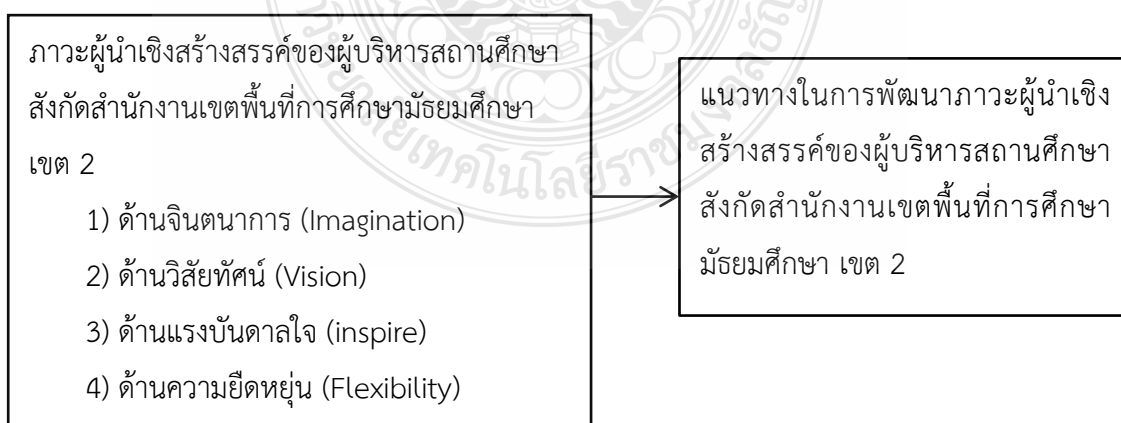 ภาวะผู้นำเชิงสร้างสรรค์ของผู้บริหารสถานศึกษา
สังกัดสำนักงานเขตพื้นที่การศึกษามัธยมศึกษา
เขต 2
1) ด้านจินตนาการ (Imagination)
2) ด้านวิสัยทัศน์ (Vision)
3) ด้านแรงบันดาลใจ (inspire)
4) ด้านความยืดหยุ่น (Flexibility)
แนวทางในการพัฒนาภาวะผู้นำเชิง
สร้างสรรค์ของผู้บริหารสถานศึกษา
สังกัดสำนักงานเขตพื้นที่การศึกษา
มัธยมศึกษา เขต 2